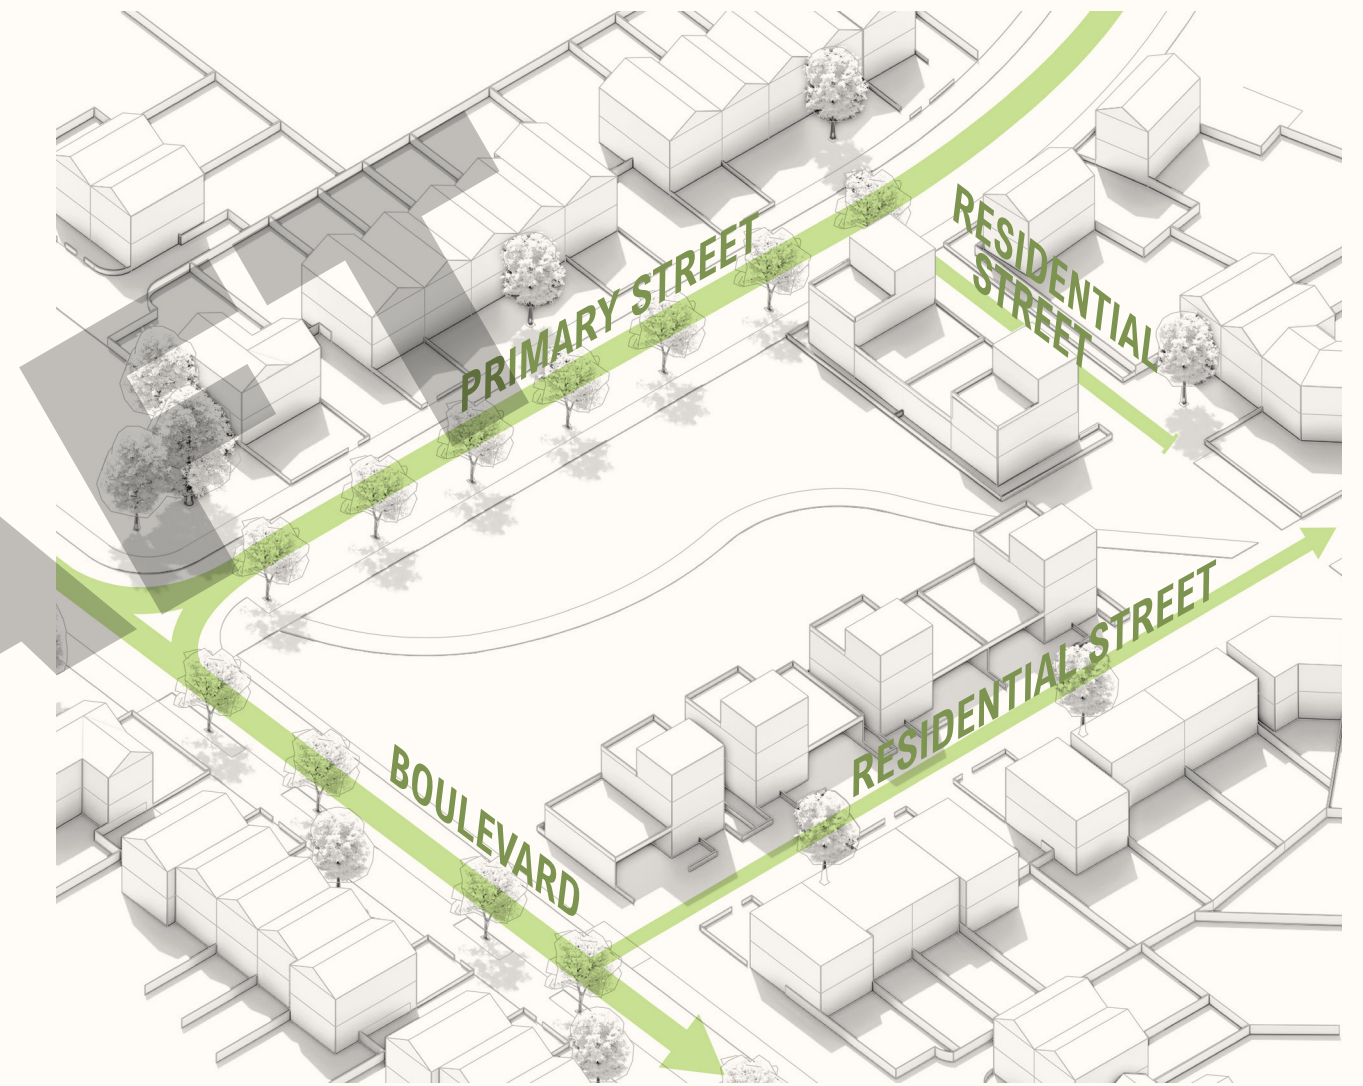 PRIMARY STREET
RESIDENTIAL
STREET
RESIDENTIAL STREET
BOULEVARD